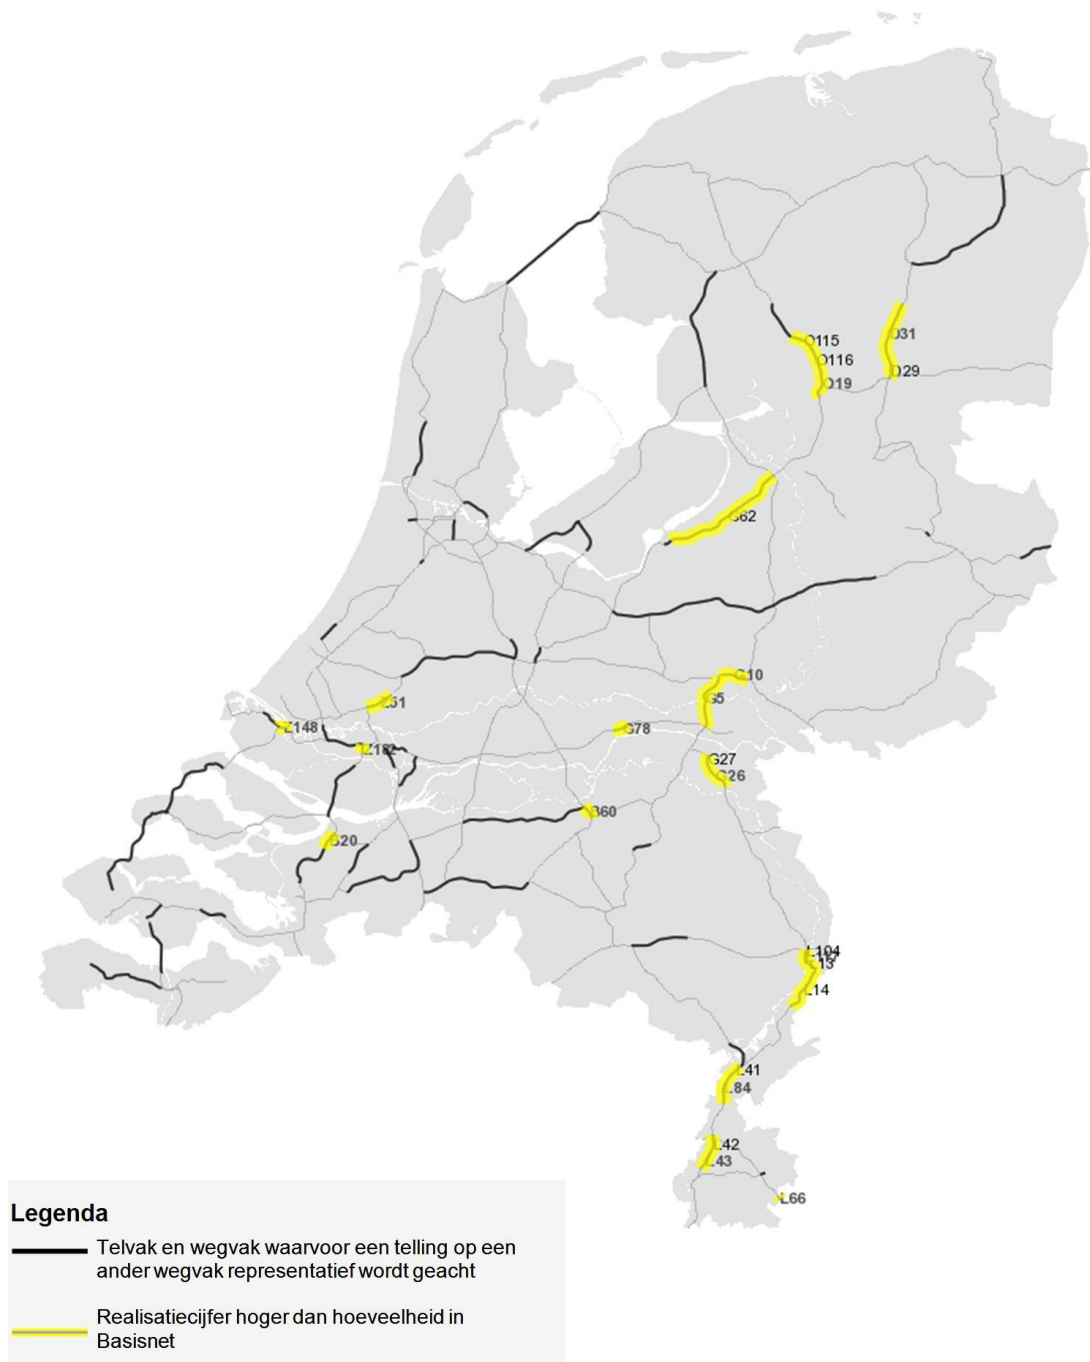 O115
O116
O19
O31
O29
G62
G10
G5
G78
G27
G26
Z51
Z148
Z182
B60
B20
L104
L13
L14
L41
L84
L42
L43
L66
Legenda
Telvak en wegvak waarvoor een telling op een
ander wegvak representatief wordt geacht
Realisatiecijfer hoger dan hoeveelheid in
Basisnet